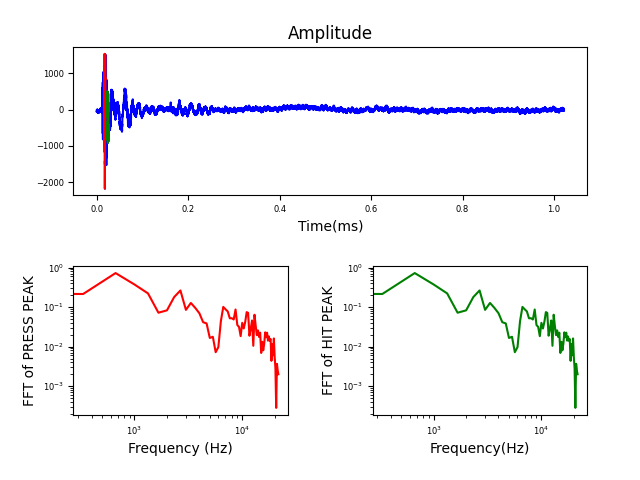 Amplitude
1000
0
−1000
−2000
0.0 0.2 0.4 0.6 0.8 1.0
Time(ms)
FFT of PRESS PEAK
10⁰
10⁻¹
10⁻²
10⁻³
10³ 10⁴
Frequency (Hz)
FFT of HIT PEAK
10⁰
10⁻¹
10⁻²
10⁻³
10³ 10⁴
Frequency(Hz)